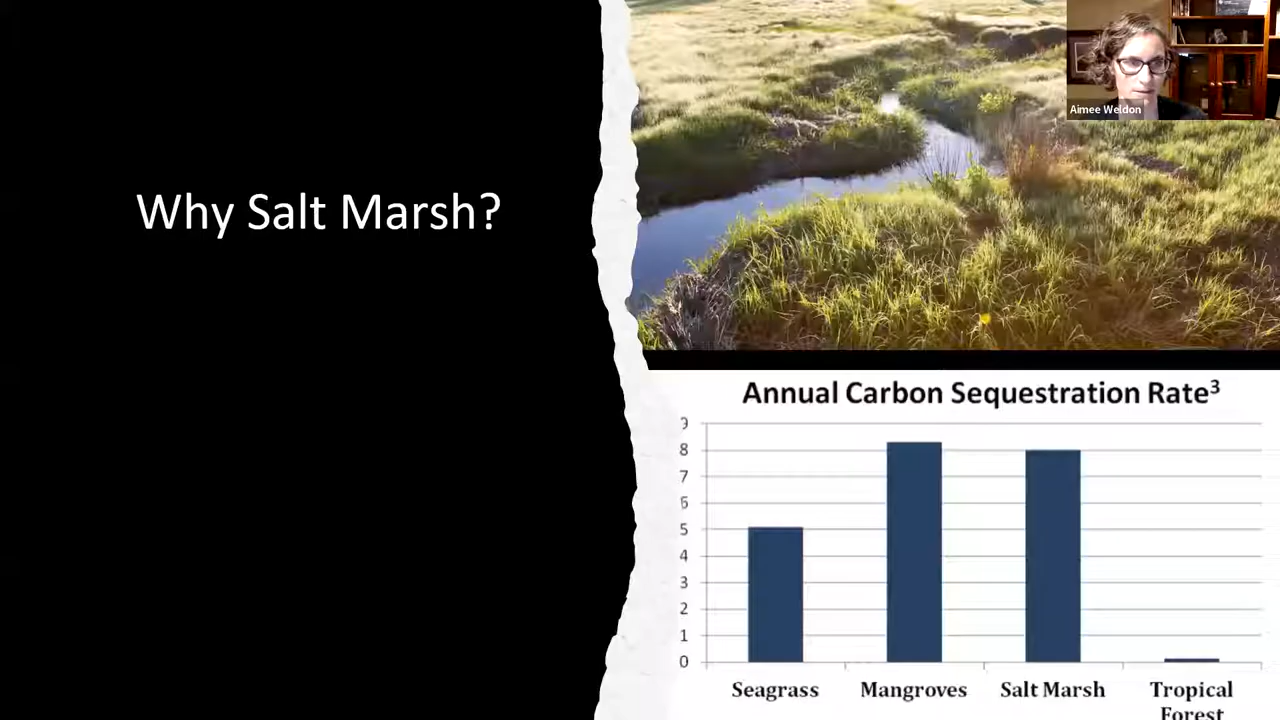 Why Salt Marsh?
Aimee Weldon
Annual Carbon Sequestration Rate³
9
8
7
6
5
4
3
2
1
0
Seagrass
Mangroves
Salt Marsh
Tropical
Forest